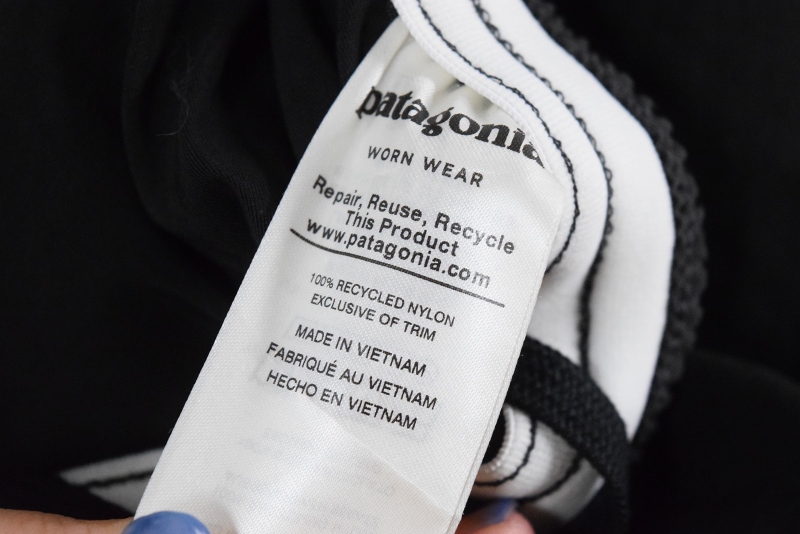 patagonia
WORN WEAR
Repair, Reuse, Recycle
This Product
www.patagonia.com
100% RECYCLED NYLON
EXCLUSIVE OF TRIM
MADE IN VIETNAM
FABRIQUÉ AU VIETNAM
HECHO EN VIETNAM